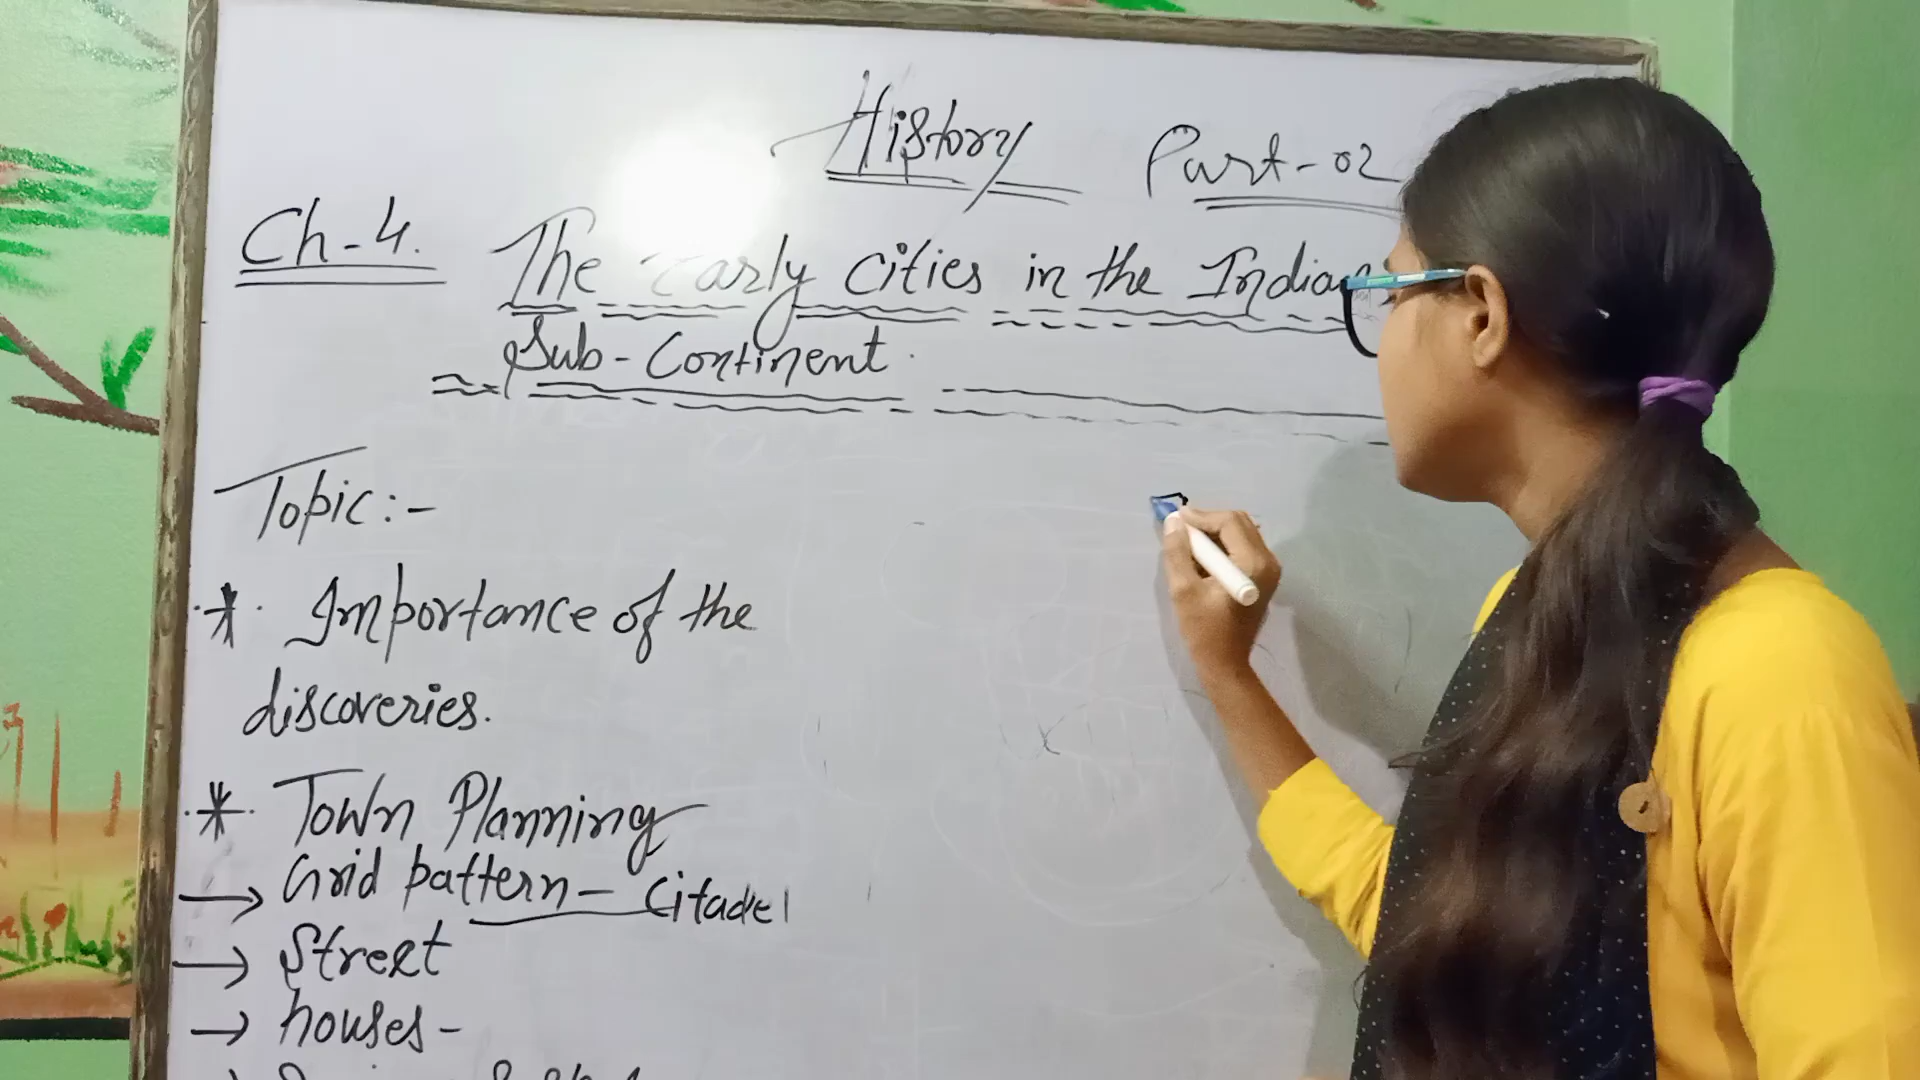 History Part-02
Ch-4. The Early Cities in the Indian
Sub-Continent.
Topic:-
* Importance of the
discoveries.
* Town Planning
→ Grid pattern - Citadel
→ Street
→ houses-